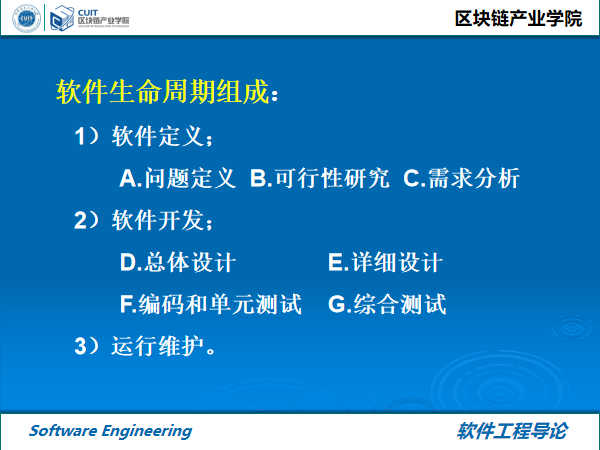 CUIT
CUIT
区块链产业学院
区块链产业学院
软件生命周期组成：
1）软件定义；
A.问题定义 B.可行性研究 C.需求分析
2）软件开发；
D.总体设计 E.详细设计
F.编码和单元测试 G.综合测试
3）运行维护。
Software Engineering
软件工程导论